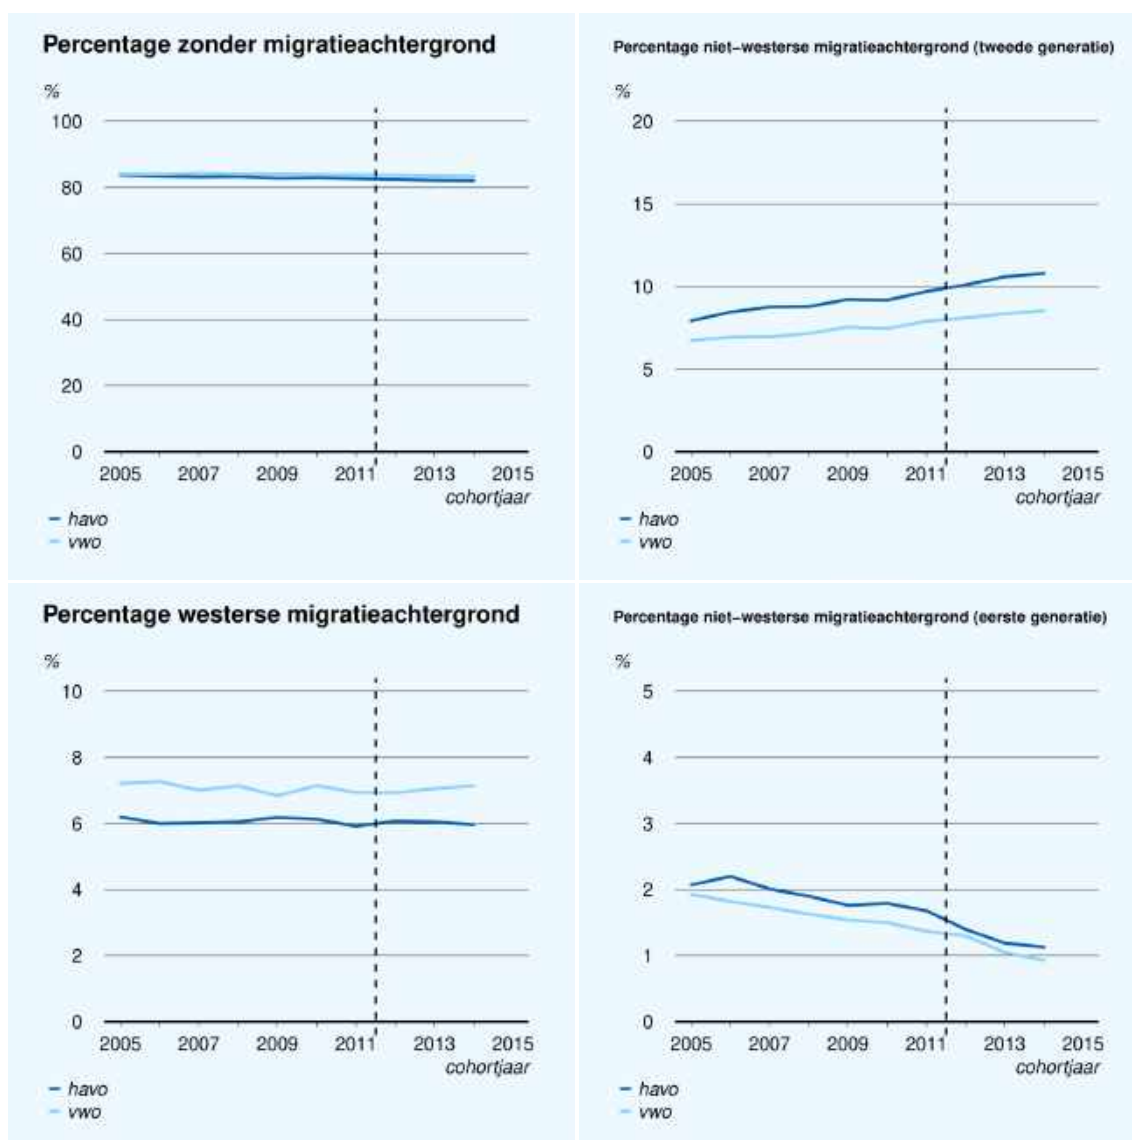 Percentage zonder migratieachtergrond
%
100
80
60
40
20
0
2005 2007 2009 2011 2013 2015
cohortjaar
havo
vwo
Percentage niet–westerse migratieachtergrond (tweede generatie)
%
20
15
10
5
0
2005 2007 2009 2011 2013 2015
cohortjaar
havo
vwo
Percentage westerse migratieachtergrond
%
10
8
6
4
2
0
2005 2007 2009 2011 2013 2015
cohortjaar
havo
vwo
Percentage niet–westerse migratieachtergrond (eerste generatie)
%
5
4
3
2
1
0
2005 2007 2009 2011 2013 2015
cohortjaar
havo
vwo